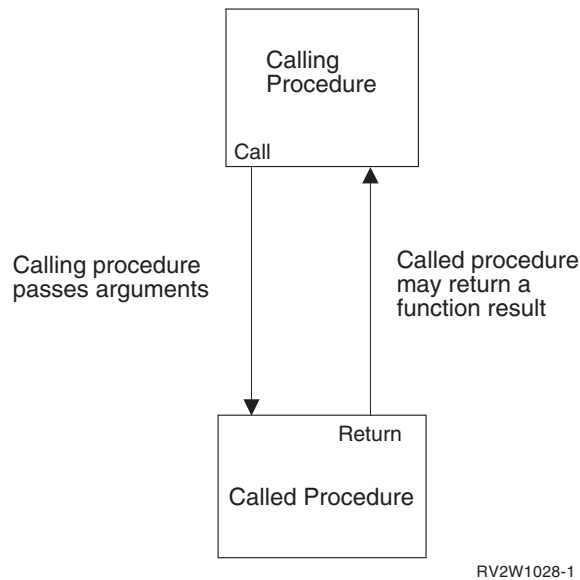 Calling
Procedure
Call
Calling procedure
passes arguments
Called procedure
may return a
function result
Return
Called Procedure
RV2W1028-1